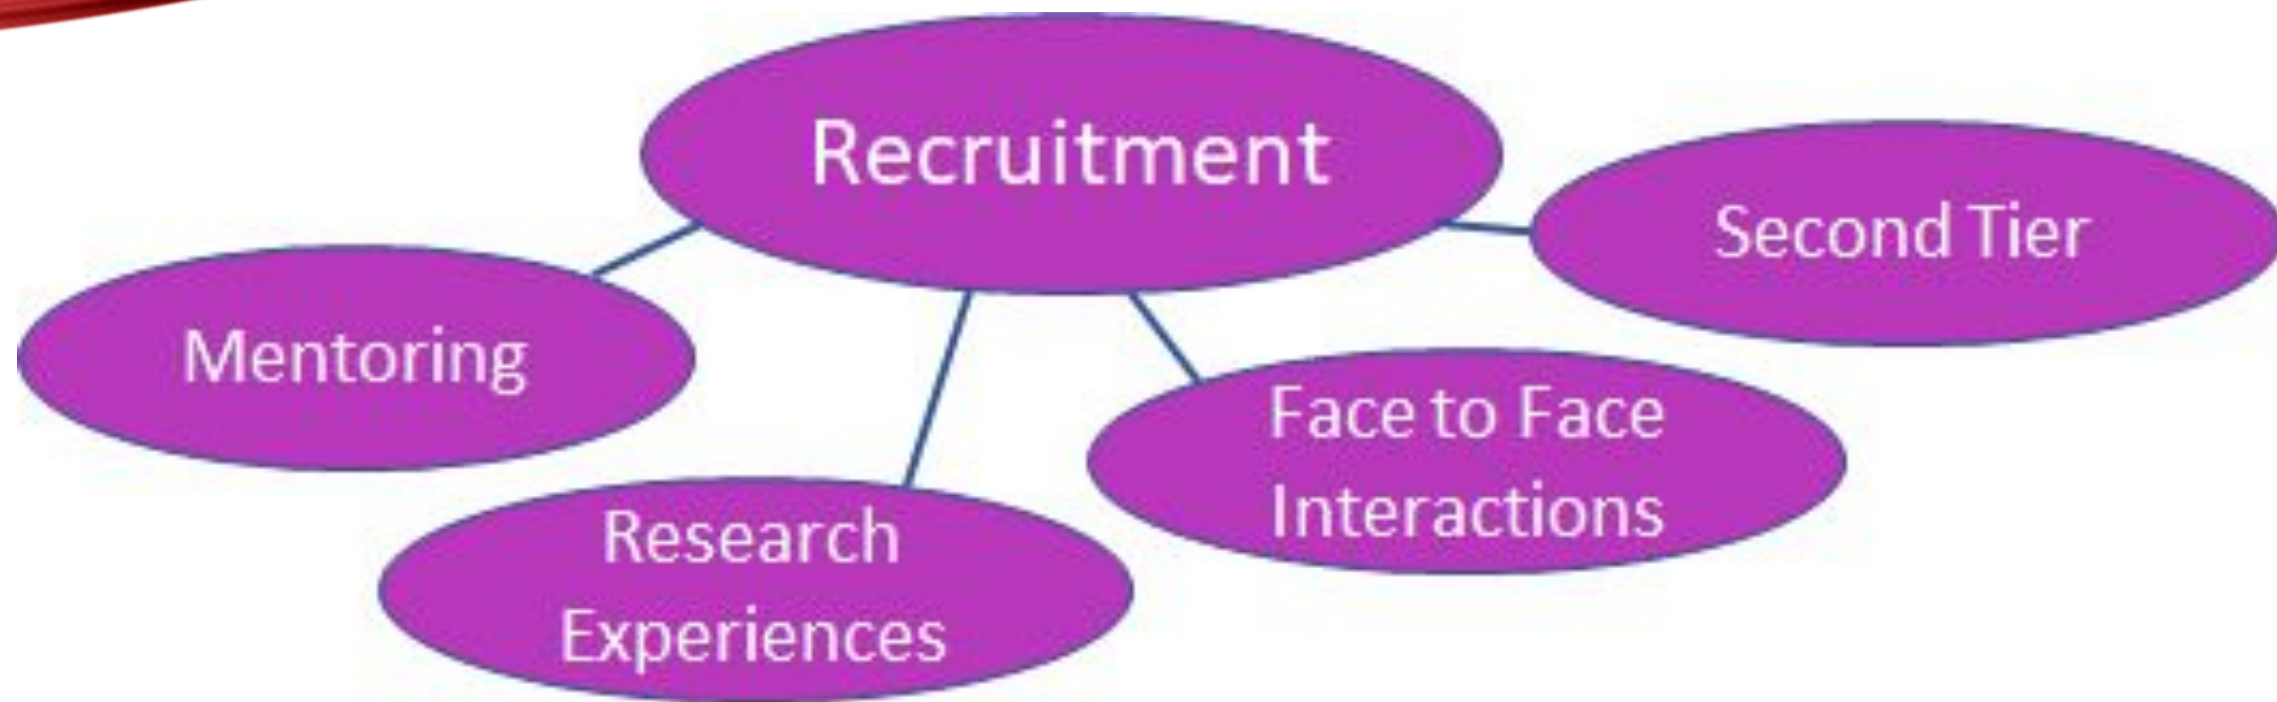 Recruitment
Second Tier
Mentoring
Face to Face
Interactions
Research
Experiences